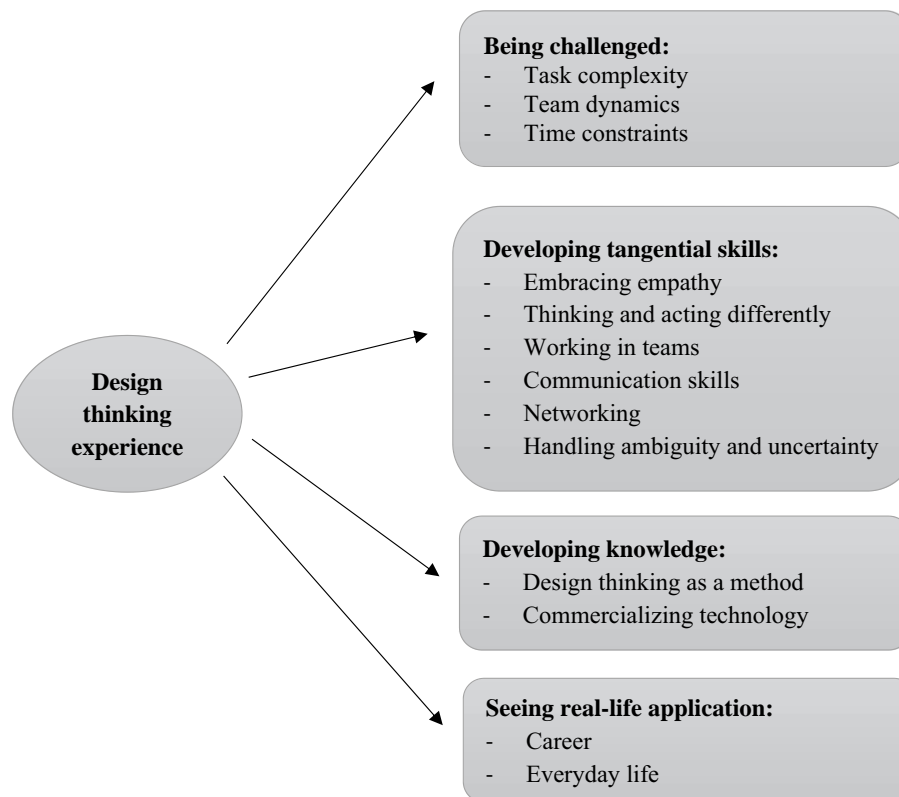 Being challenged:
- Task complexity
- Team dynamics
- Time constraints
Developing tangential skills:
- Embracing empathy
- Thinking and acting differently
- Working in teams
- Communication skills
- Networking
- Handling ambiguity and uncertainty
Design
thinking
experience
Developing knowledge:
- Design thinking as a method
- Commercializing technology
Seeing real-life application:
- Career
- Everyday life